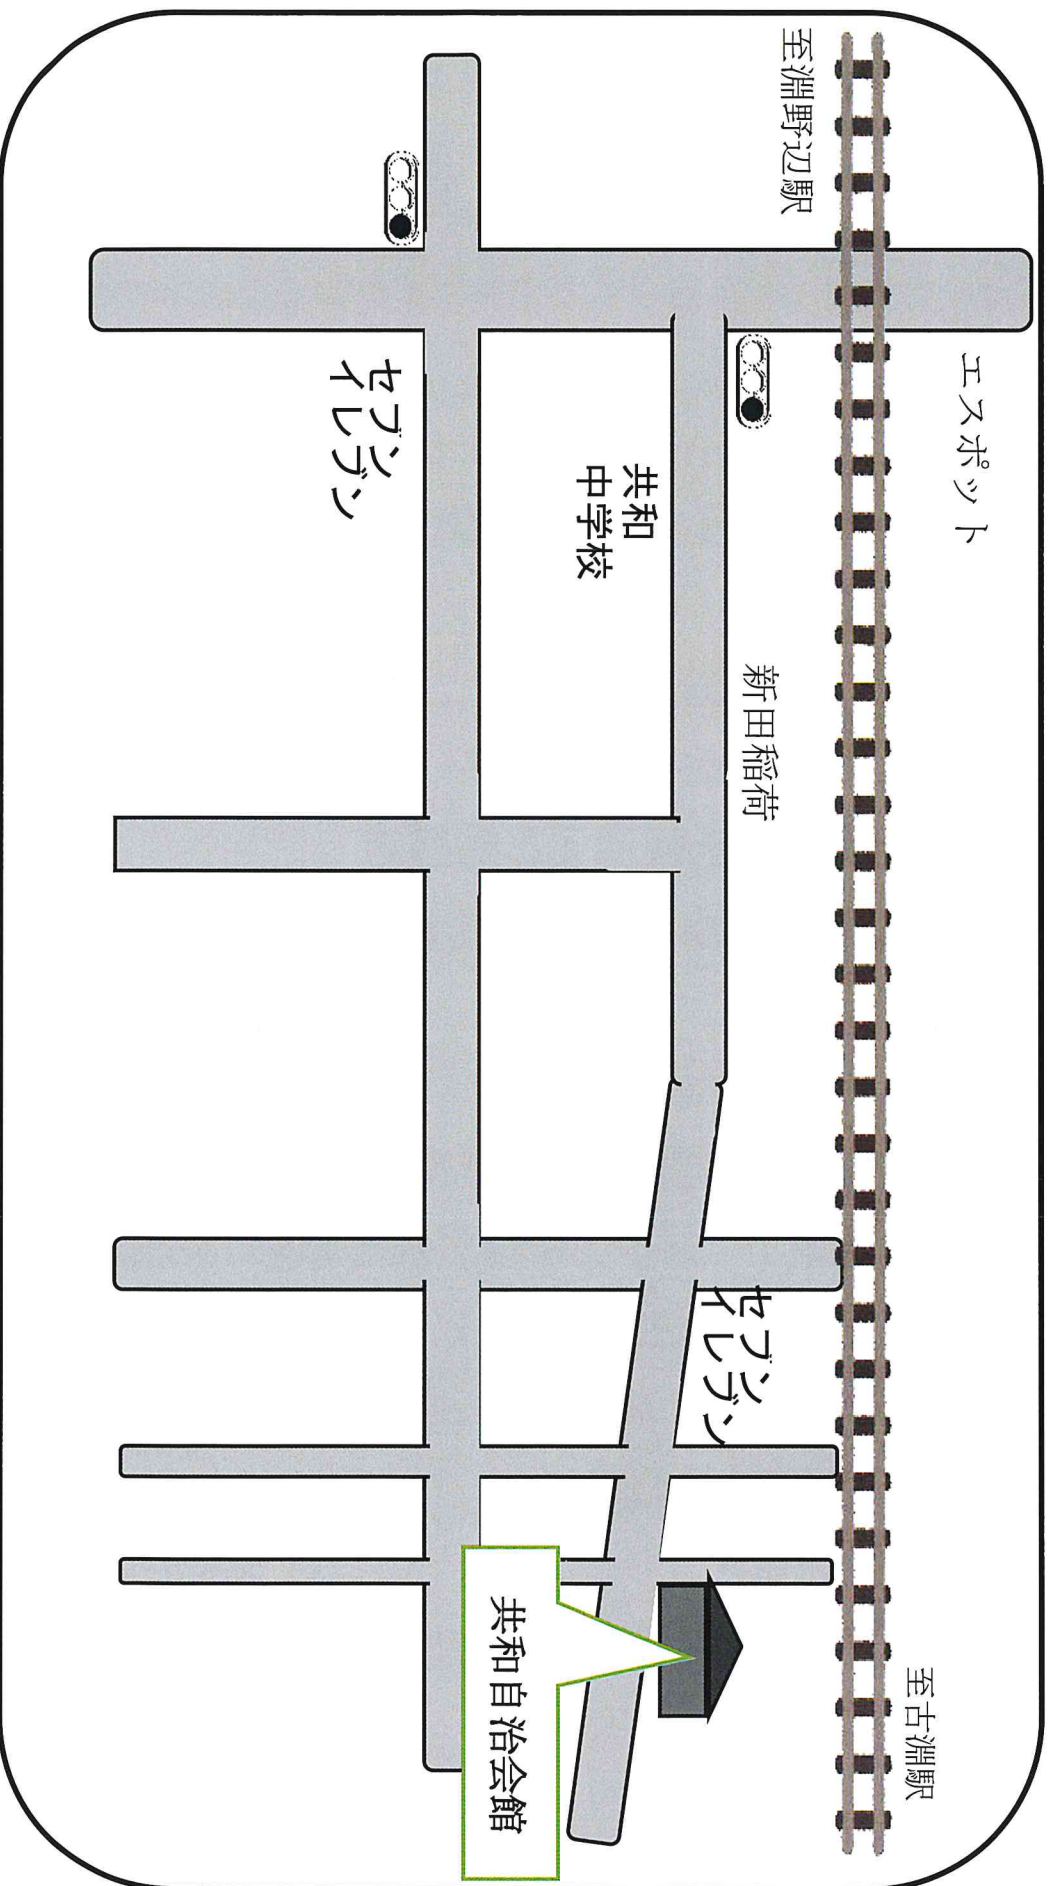 エスポット
至淵野辺駅
至古淵駅
新田稲荷
共和
中学校
セブン
イレブン
セブン
イレブン
共和自治会館